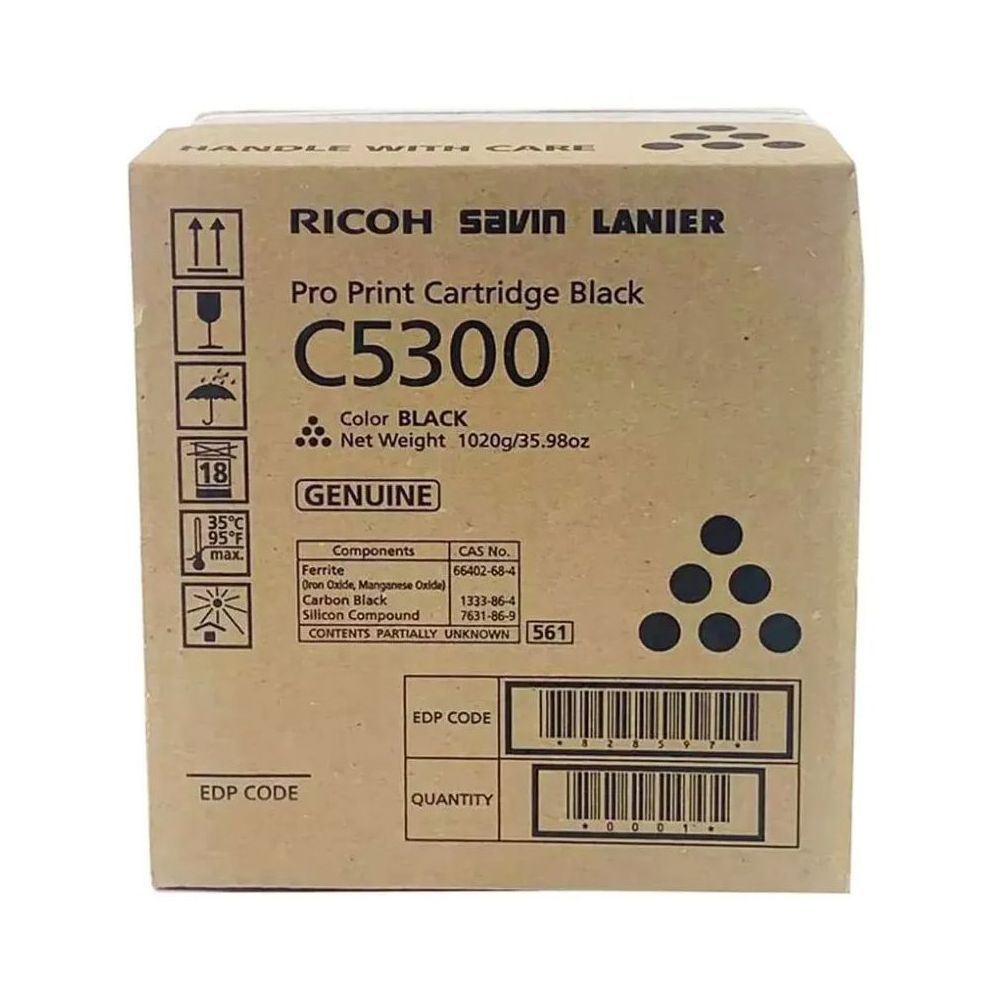 HANDLE WITH CARE
RICOH savin LANIER
Pro Print Cartridge Black
C5300
Color BLACK
Net Weight 1020g/35.98oz
18
GENUINE
35°C
95°F
max.
Components CAS No.
Ferrite 66402-68-4
(Iron Oxide, Manganese Oxide)
Carbon Black 1333-86-4
Silicon Compound 7631-86-9
CONTENTS PARTIALLY UNKNOWN 561
EDP CODE
*828597*
EDP CODE
QUANTITY
*0001*